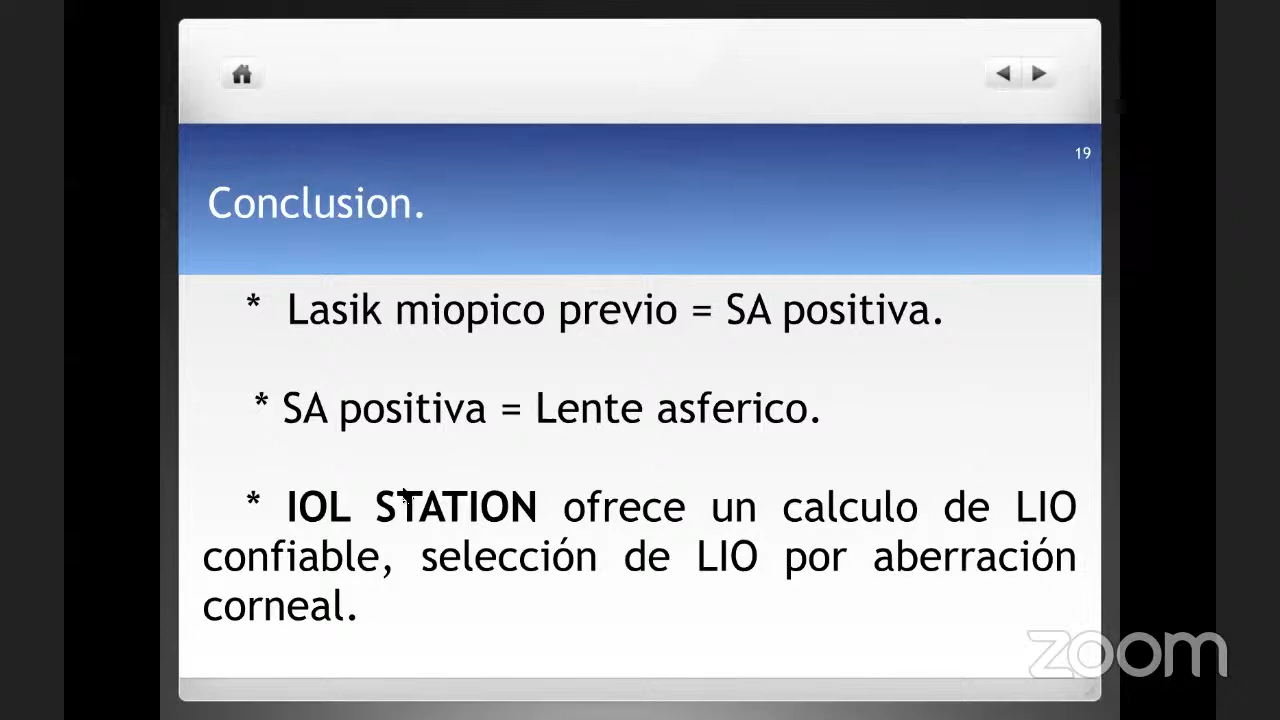 19
Conclusion.
* Lasik miopico previo = SA positiva.
* SA positiva = Lente asferico.
* IOL STATION ofrece un calculo de LIO
confiable, selección de LIO por aberración
corneal.
zoom